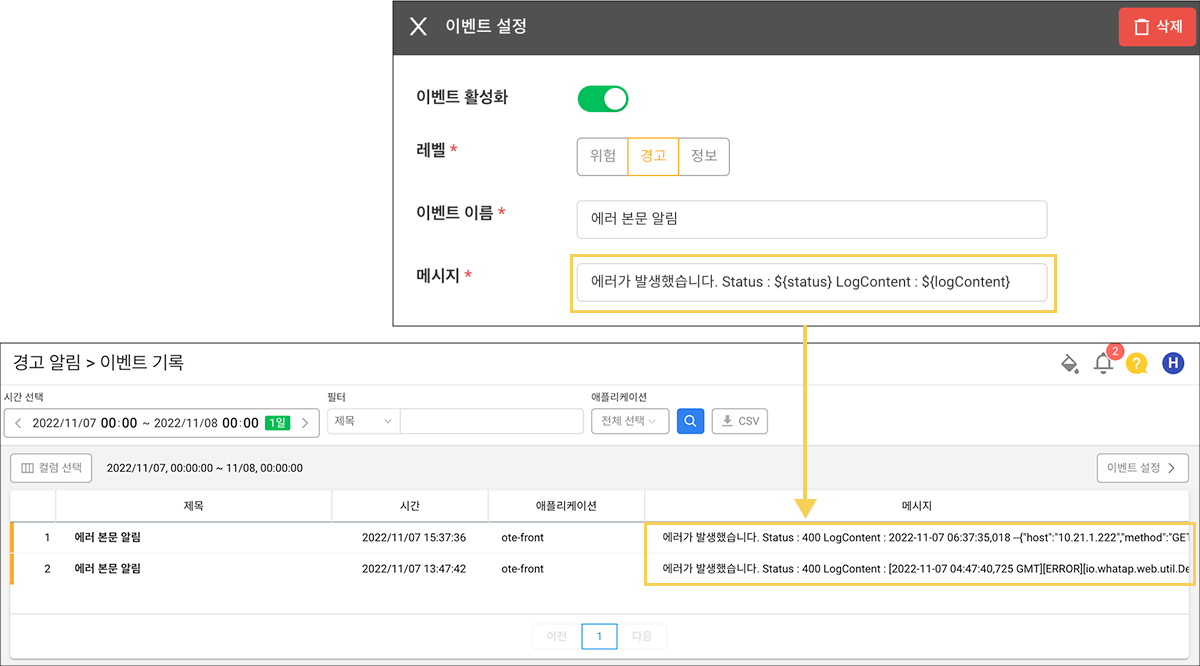 이벤트 설정
삭제
이벤트 활성화
레벨 *
위험 경고 정보
이벤트 이름 *
에러 본문 알림
메시지 *
에러가 발생했습니다. Status : ${status} LogContent : ${logContent}
경고 알림 > 이벤트 기록
2
?
H
시간 선택 필터 애플리케이션
2022/11/07 00:00 ~ 2022/11/08 00:00 1일 제목 전체 선택 CSV
컬럼 선택 2022/11/07, 00:00:00 ~ 11/08, 00:00:00 이벤트 설정
제목 시간 애플리케이션 메시지
1 에러 본문 알림 2022/11/07 15:37:36 ote-front 에러가 발생했습니다. Status : 400 LogContent : 2022-11-07 06:37:35,018 --{"host":"10.21.1.222","method":"GET
2 에러 본문 알림 2022/11/07 13:47:42 ote-front 에러가 발생했습니다. Status : 400 LogContent : [2022-11-07 04:47:40,725 GMT][ERROR][io.whatap.web.util.De
이전 1 다음